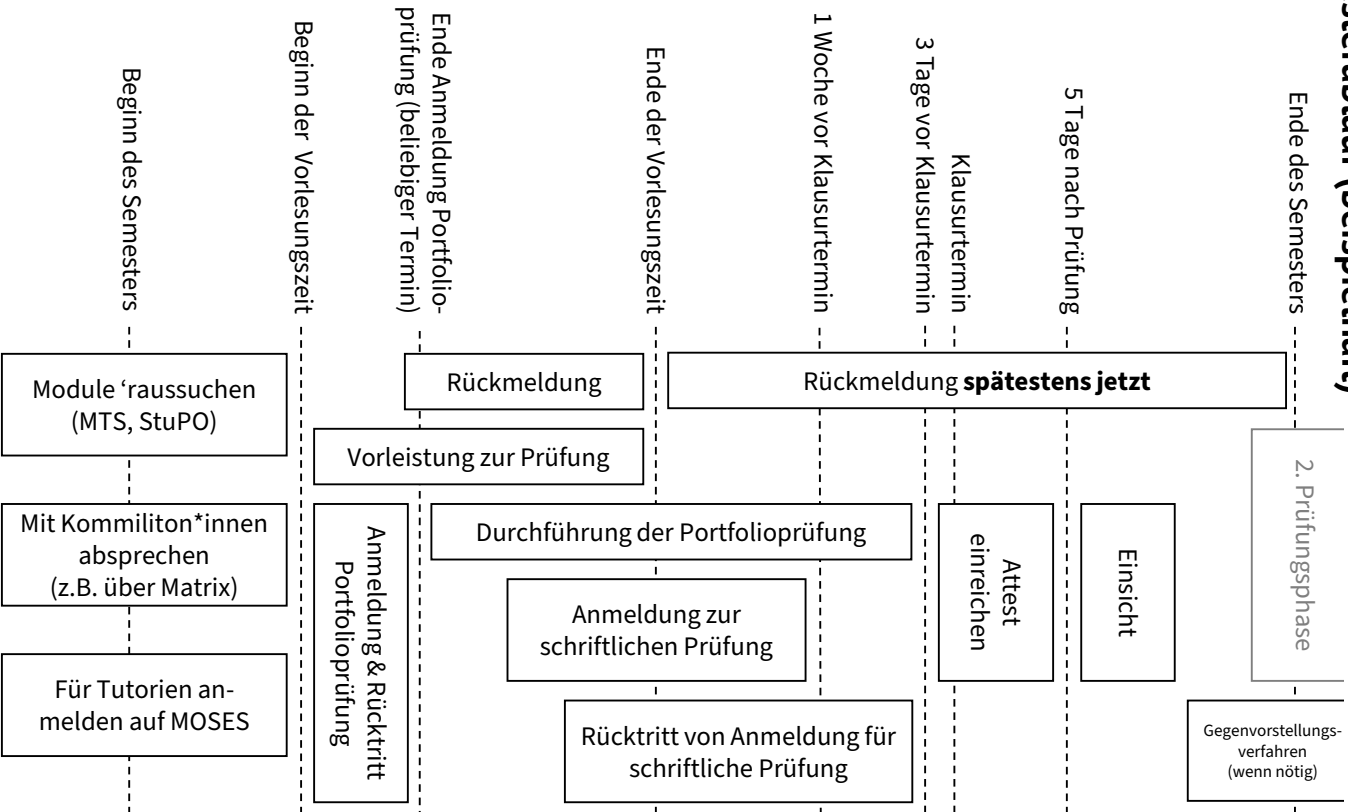 Beginn des Semesters
Beginn der Vorlesungszeit
Ende Anmeldung Portfolio-
prüfung (beliebiger Termin)
Ende der Vorlesungszeit
1 Woche vor Klausurtermin
3 Tage vor Klausurtermin
Klausurtermin
5 Tage nach Prüfung
Ende des Semesters
(beispielhaft)
Module ‘raussuchen
(MTS, StuPO)
Rückmeldung
Rückmeldung spätestens jetzt
Vorleistung zur Prüfung
2. Prüfungsphase
Mit Kommiliton*innen
absprechen
(z.B. über Matrix)
Anmeldung & Rücktritt
Portfolioprüfung
Durchführung der Portfolioprüfung
Attest
einreichen
Einsicht
Anmeldung zur
schriftlichen Prüfung
Für Tutorien an-
melden auf MOSES
Rücktritt von Anmeldung für
schriftliche Prüfung
Gegenvorstellungs-
verfahren
(wenn nötig)